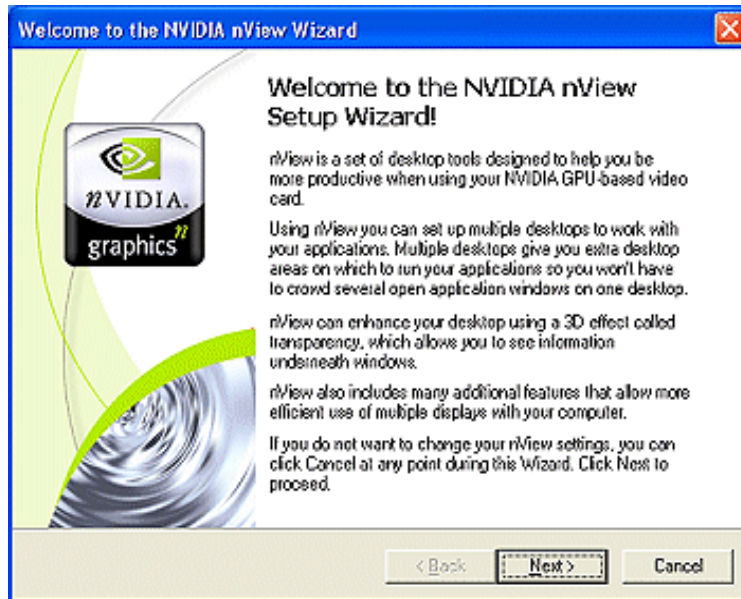 Welcome to the NVIDIA nView Wizard
Welcome to the NVIDIA nView
Setup Wizard!
nView is a set of desktop tools designed to help you be
more productive when using your NVIDIA GPU-based video
card.
Using nView you can set up multiple desktops to work with
your applications. Multiple desktops give you extra desktop
areas on which to run your applications so you won't have
to crowd several open application windows on one desktop.
nView can enhance your desktop using a 3D effect called
transparency, which allows you to see information
underneath windows.
nView also includes many additional features that allow more
efficient use of multiple displays with your computer.
If you do not want to change your nView settings, you can
click Cancel at any point during this Wizard. Click Next to
proceed.
nVIDIA.
graphics n
< Back
Next >
Cancel